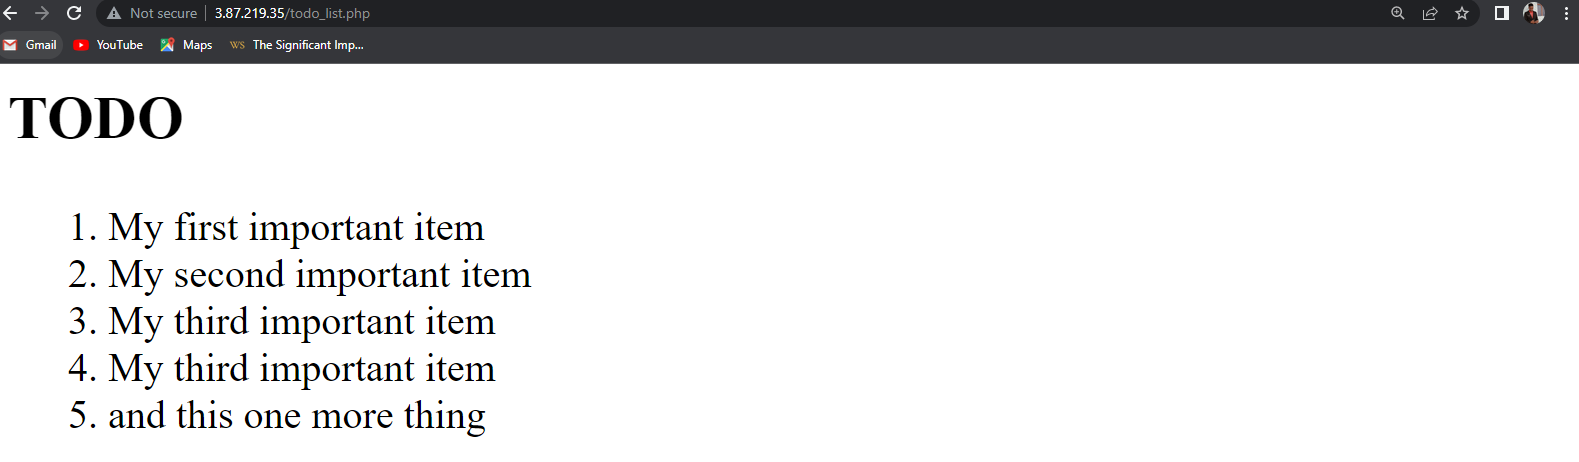 Not secure 3.87.219.35/todo_list.php
Gmail YouTube Maps WS The Significant Imp...
TODO
1. My first important item
2. My second important item
3. My third important item
4. My third important item
5. and this one more thing